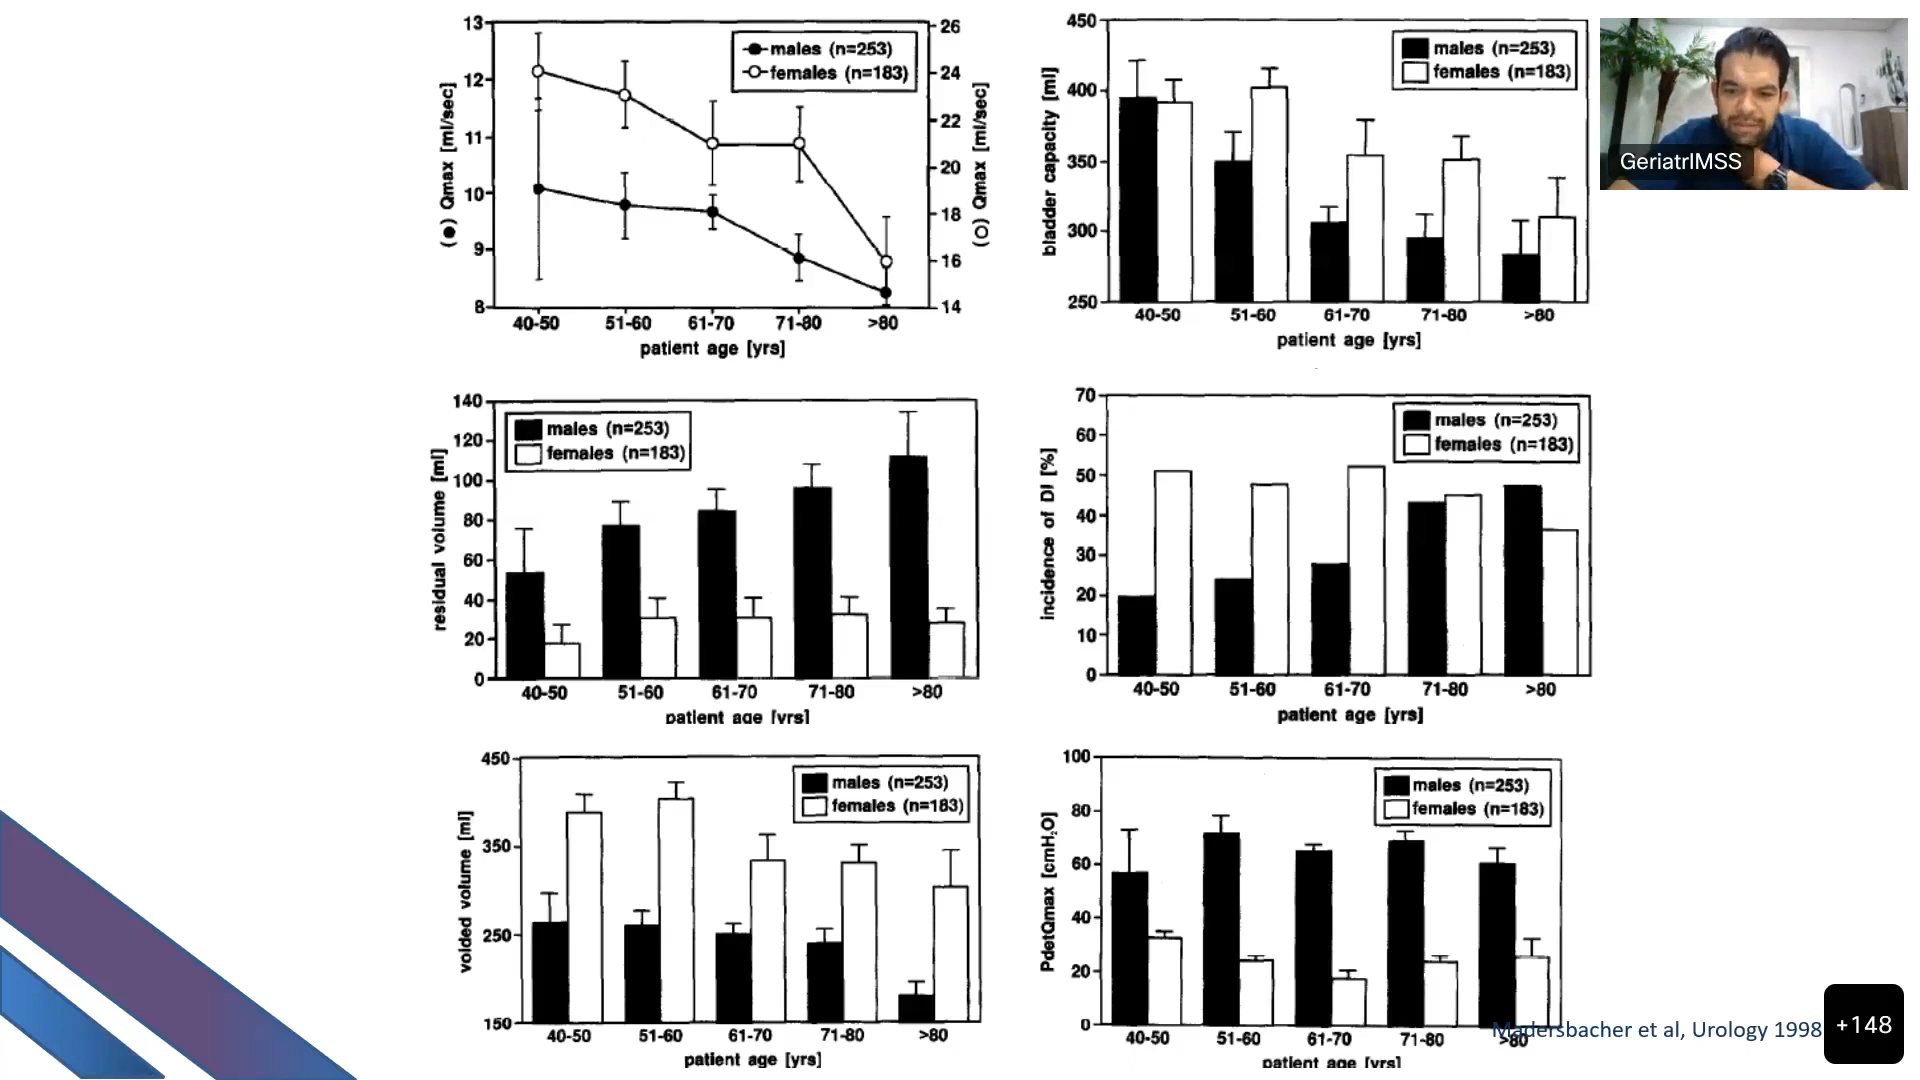 13
12
11
10
9
8
(●) Qmax [ml/sec]
males (n=253)
females (n=183)
26
24
22
20
18
16
14
(○) Qmax [ml/sec]
40-50 51-60 61-70 71-80 >80
patient age [yrs]
450
400
350
300
250
bladder capacity [ml]
males (n=253)
females (n=183)
40-50 51-60 61-70 71-80 >80
patient age [yrs]
GeriatrIMSS
140
120
100
80
60
40
20
0
residual volume [ml]
males (n=253)
females (n=183)
40-50 51-60 61-70 71-80 >80
patient age [yrs]
70
60
50
40
30
20
10
0
incidence of DI [%]
males (n=253)
females (n=183)
40-50 51-60 61-70 71-80 >80
patient age [yrs]
450
350
250
150
voided volume [ml]
males (n=253)
females (n=183)
40-50 51-60 61-70 71-80 >80
patient age [yrs]
100
80
60
40
20
0
PdetQmax [cmH₂O]
males (n=253)
females (n=183)
40-50 51-60 61-70 71-80 >80
patient age [yrs]
Madersbacher et al, Urology 1998
+148